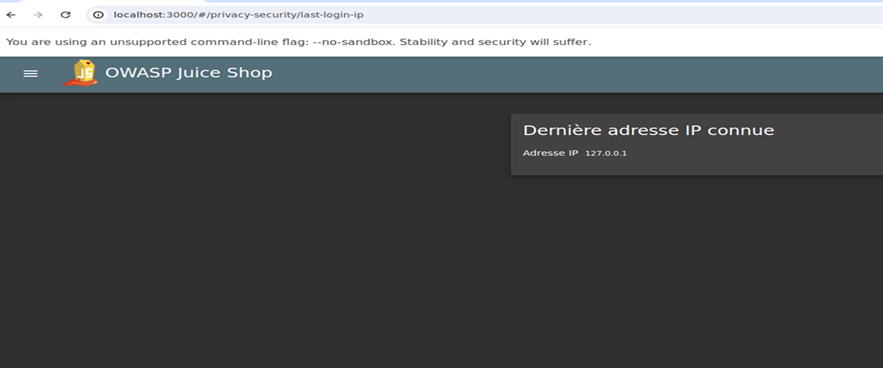 localhost:3000/#/privacy-security/last-login-ip
You are using an unsupported command-line flag: --no-sandbox. Stability and security will suffer.
JS OWASP Juice Shop
Dernière adresse IP connue
Adresse IP 127.0.0.1